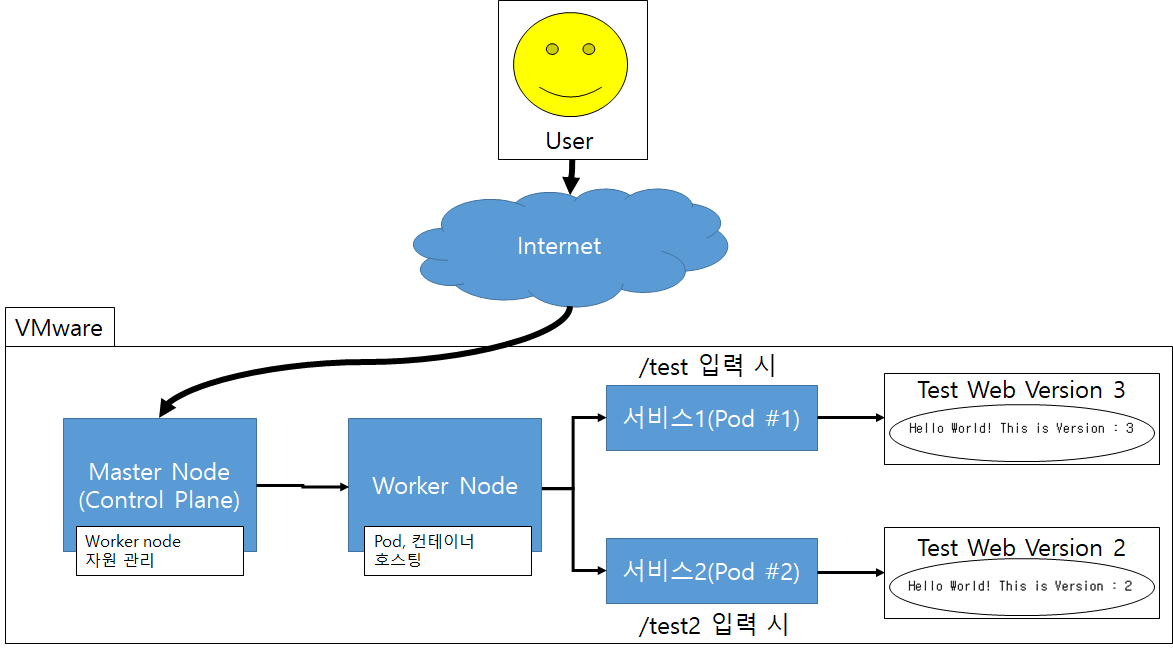 User
Internet
VMware
/test 입력 시
Master Node
(Control Plane)
Worker node
자원 관리
Worker Node
Pod, 컨테이너
호스팅
서비스1(Pod #1)
Test Web Version 3
Hello World! This is Version : 3
서비스2(Pod #2)
/test2 입력 시
Test Web Version 2
Hello World! This is Version : 2